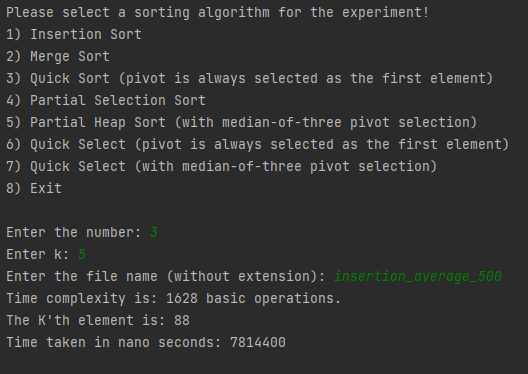 Please select a sorting algorithm for the experiment!
1) Insertion Sort
2) Merge Sort
3) Quick Sort (pivot is always selected as the first element)
4) Partial Selection Sort
5) Partial Heap Sort (with median-of-three pivot selection)
6) Quick Select (pivot is always selected as the first element)
7) Quick Select (with median-of-three pivot selection)
8) Exit
Enter the number: 3
Enter k: 5
Enter the file name (without extension): insertion_average_500
Time complexity is: 1628 basic operations.
The K'th element is: 88
Time taken in nano seconds: 7814400